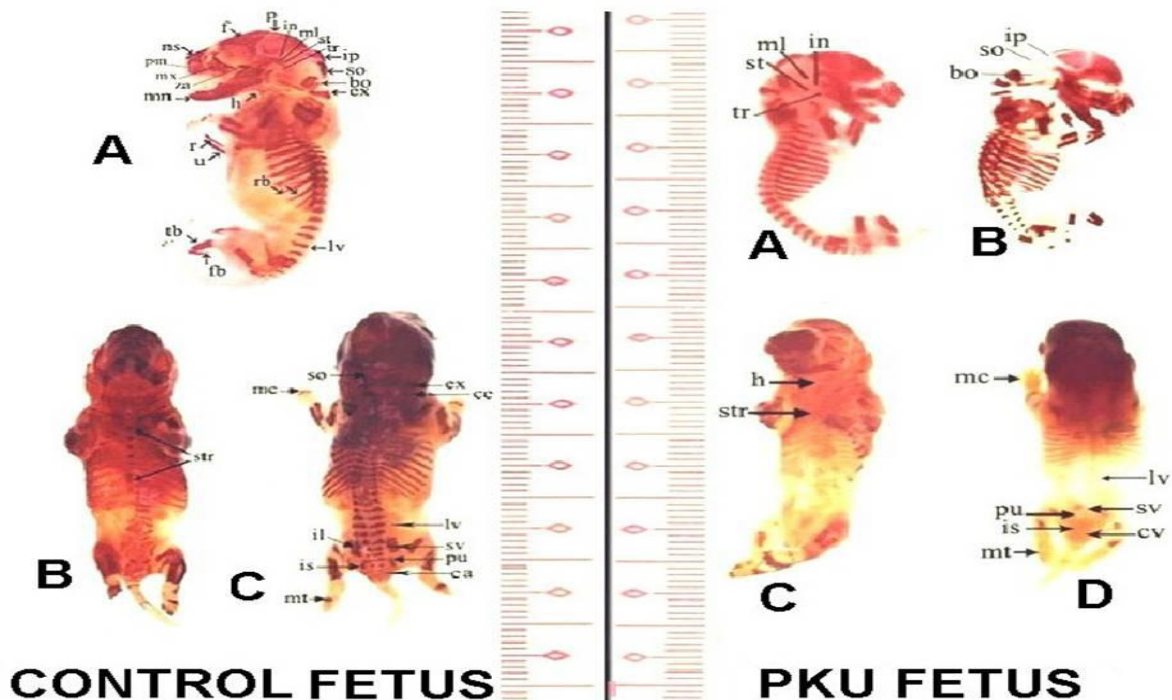 p
f in
ml
st
ns tr
ip
pm so
mx bo
za ex
mn h
A
r
u
rb
tb
lv
fb
so
mc ex
str
il lv
sv
is pu
ca
mt
B C
CONTROL FETUS
ml in
st
tr
A
ip
so
bo
B
h
str
C
mc
lv
pu sv
is cv
mt
D
PKU FETUS